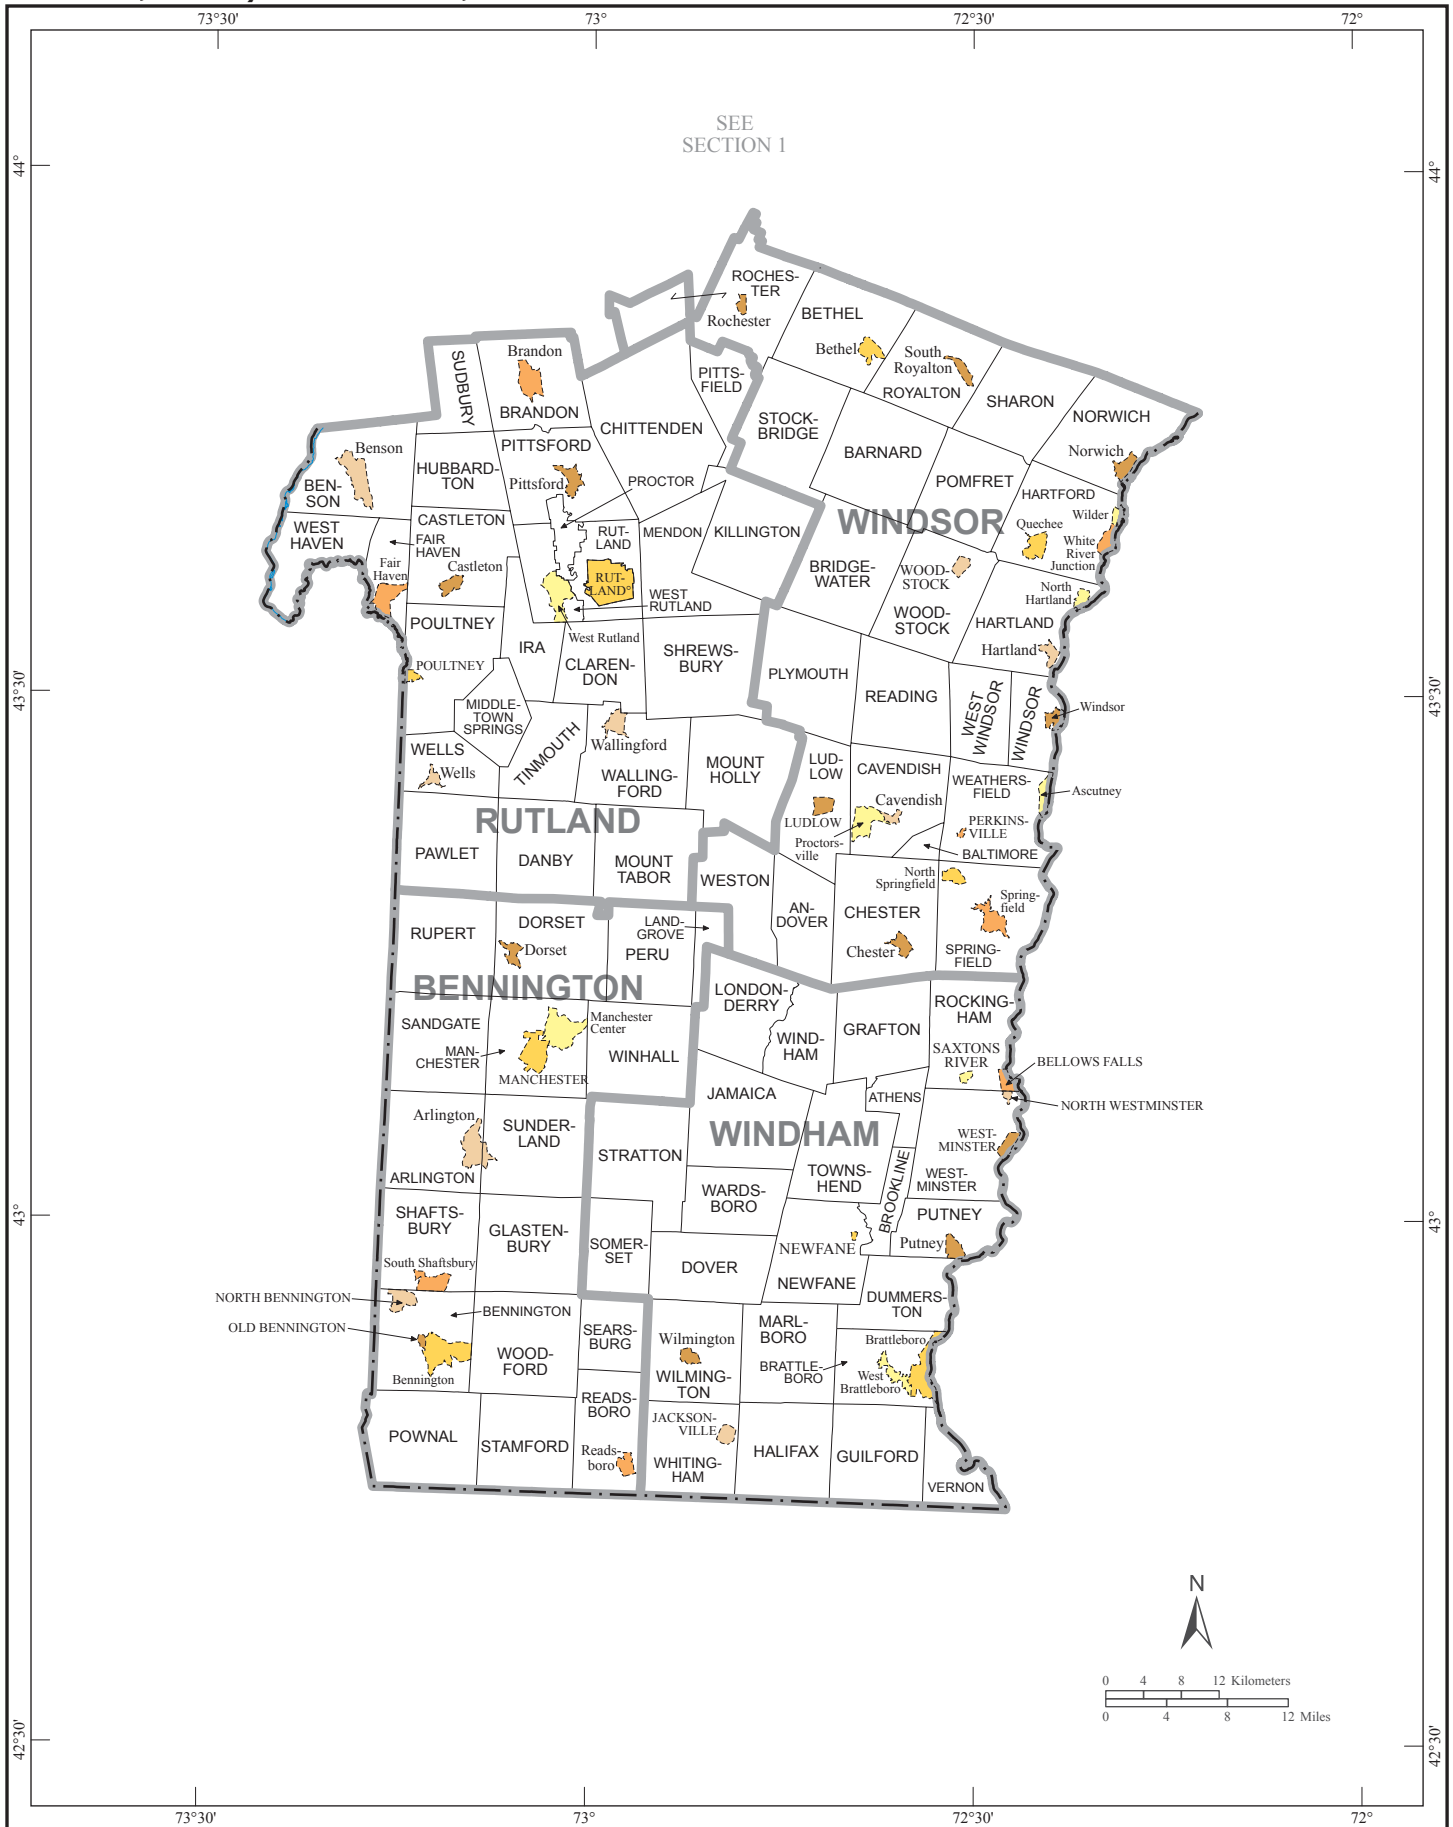 73°30'
73°
72°30'
72°
SEE
SECTION 1
44°
44°
ROCHES-
TER
Rochester
BETHEL
Bethel
South
Royalton
ROYALTON
SHARON
NORWICH
Norwich
SUDBURY
Brandon
BRANDON
PITTS-
FIELD
CHITTENDEN
STOCK-
BRIDGE
BARNARD
POMFRET
HARTFORD
Wilder
Quechee
White
River
Junction
Benson
BEN-
SON
HUBBARD-
TON
PITTSFORD
Pittsford
PROCTOR
WEST
HAVEN
CASTLETON
FAIR
HAVEN
Fair
Haven
Castleton
RUT-
LAND
MENDON
KILLINGTON
WINDSOR
RUT-
LAND°
WEST
RUTLAND
West Rutland
BRIDGE-
WATER
WOOD-
STOCK
WOOD-
STOCK
North
Hartland
HARTLAND
Hartland
POULTNEY
POULTNEY
IRA
CLAREN-
DON
SHREWS-
BURY
PLYMOUTH
READING
WEST
WINDSOR
WINDSOR
Windsor
43°30'
43°30'
MIDDLE-
TOWN
SPRINGS
WELLS
Wells
TINMOUTH
Wallingford
WALLING-
FORD
MOUNT
HOLLY
LUD-
LOW
LUDLOW
CAVENDISH
Cavendish
Proctors-
ville
WEATHERS-
FIELD
Ascutney
PERKINS-
VILLE
BALTIMORE
RUTLAND
PAWLET
DANBY
MOUNT
TABOR
WESTON
AN-
DOVER
CHESTER
Chester
North
Springfield
Spring-
field
SPRING-
FIELD
RUPERT
DORSET
Dorset
LAND-
GROVE
PERU
BENNINGTON
LONDON-
DERRY
WIND-
HAM
GRAFTON
ROCKING-
HAM
SAXTONS
RIVER
BELLOWS FALLS
NORTH WESTMINSTER
SANDGATE
MAN-
CHESTER
Manchester
Center
MANCHESTER
WINHALL
JAMAICA
ATHENS
WINDHAM
WEST-
MINSTER
WEST-
MINSTER
Arlington
ARLINGTON
SUNDER-
LAND
STRATTON
WARDS-
BORO
TOWNS-
HEND
BROOKLINE
PUTNEY
Putney
43°
43°
SHAFTS-
BURY
South Shaftsbury
GLASTEN-
BURY
SOMER-
SET
DOVER
NEWFANE
NEWFANE
DUMMERS-
TON
NORTH BENNINGTON
OLD BENNINGTON
BENNINGTON
Bennington
WOOD-
FORD
SEARS-
BURG
Wilmington
WILMING-
TON
MARL-
BORO
BRATTLE-
BORO
Brattleboro
West
Brattleboro
POWNAL
STAMFORD
READS-
BORO
Reads-
boro
JACKSON-
VILLE
WHITING-
HAM
HALIFAX
GUILFORD
VERNON
N
0 4 8 12 Kilometers
0 4 8 12 Miles
42°30'
42°30'
73°30'
73°
72°30'
72°